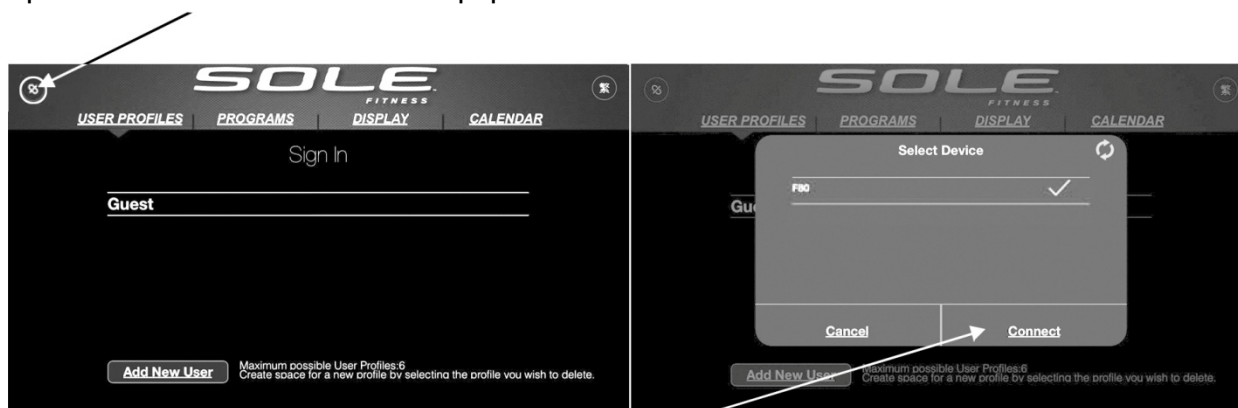 SOLE
FITNESS
USER PROFILES PROGRAMS DISPLAY CALENDAR
Sign In
Guest
Add New User
Maximum possible User Profiles:6
Create space for a new profile by selecting the profile you wish to delete.
SOLE
FITNESS
USER PROFILES PROGRAMS DISPLAY CALENDAR
Select Device
F80
Gu
Cancel Connect
Add New User
Maximum possible User Profiles:6
Create space for a new profile by selecting the profile you wish to delete.